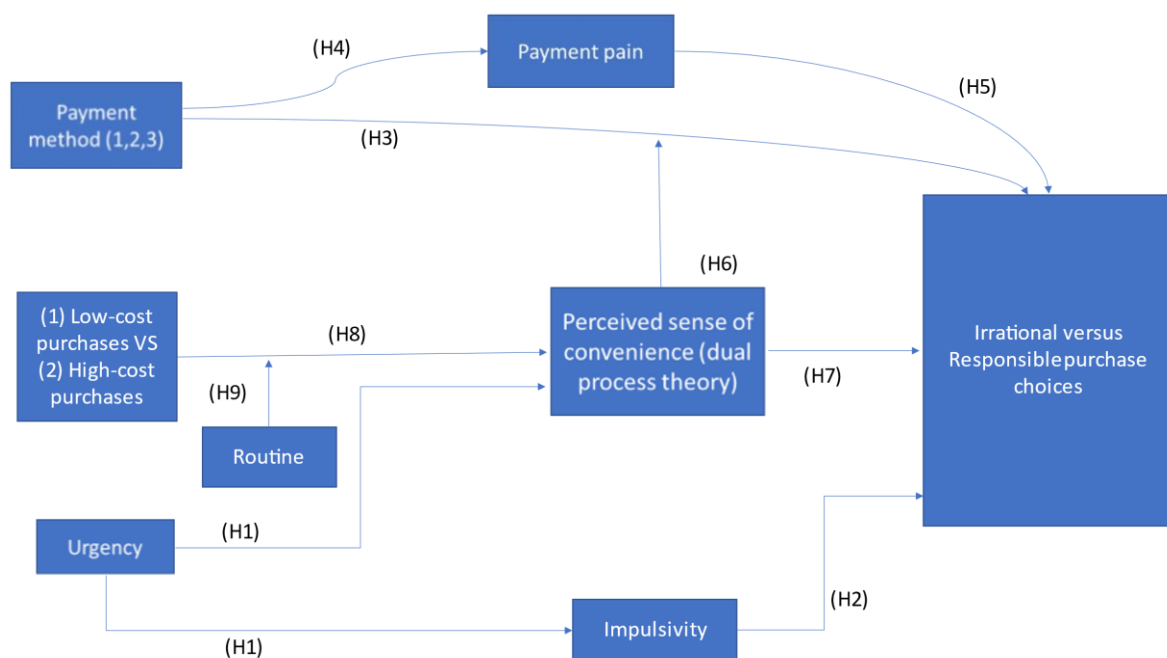 (H4)
Payment pain
(H5)
Payment
method (1,2,3)
(H3)
(H6)
(1) Low-cost
purchases VS
(2) High-cost
purchases
(H8)
Perceived sense of
convenience (dual
process theory)
(H7)
Irrational versus
Responsible purchase
choices
(H9)
Routine
Urgency
(H1)
(H1)
Impulsivity
(H2)